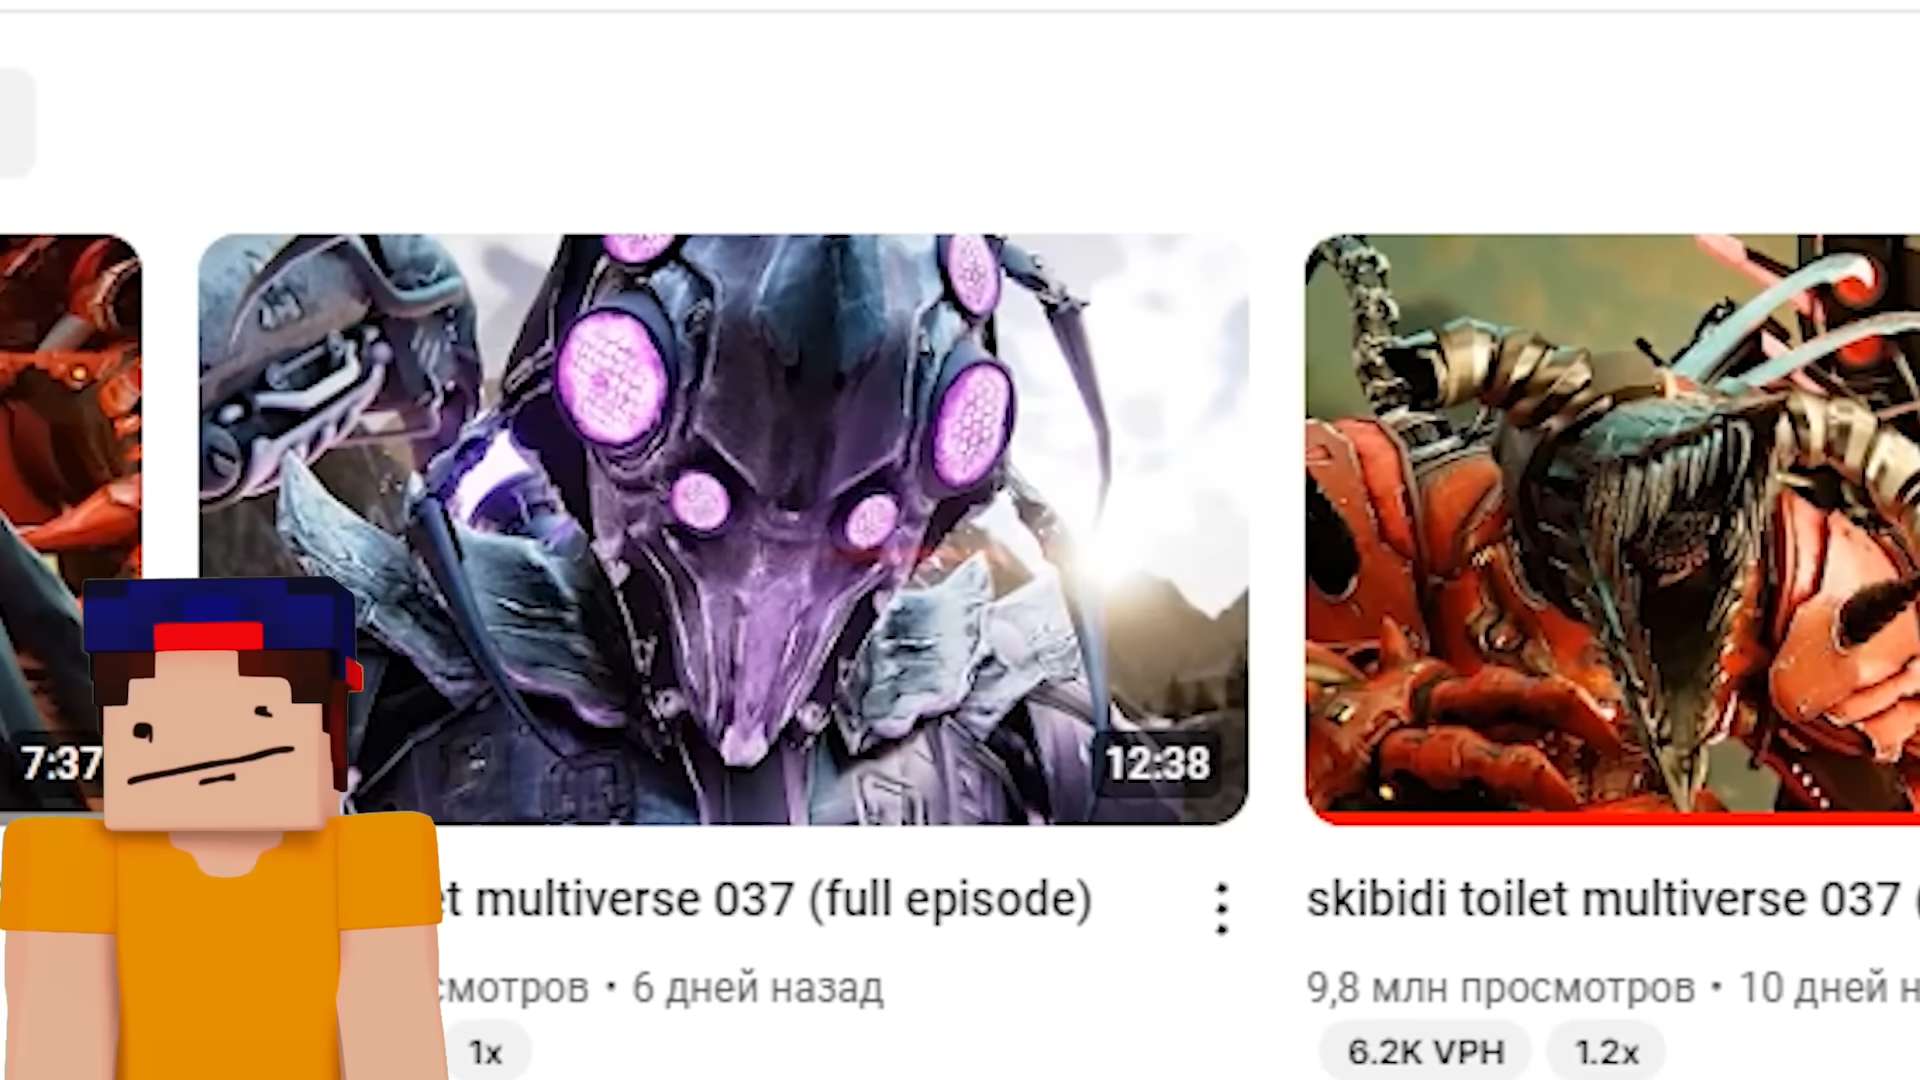 7:37
12:38
et multiverse 037 (full episode)
skibidi toilet multiverse 037 (
смотров • 6 дней назад
9,8 млн просмотров • 10 дней н
1x
6.2K VPH
1.2x